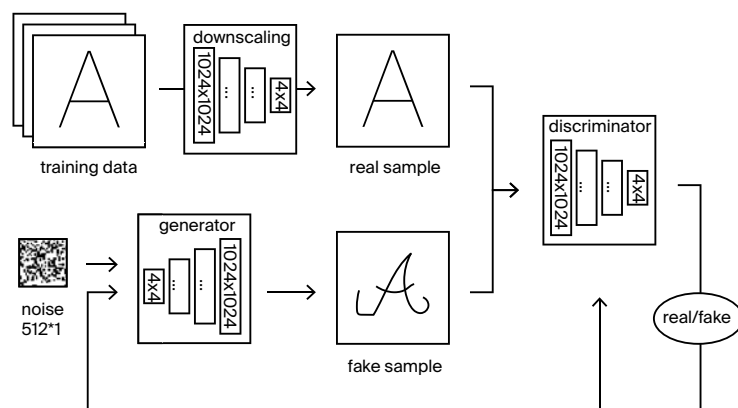 downscaling
1024x1024
...
...
4x4
A
A
training data
real sample
discriminator
1024x1024
...
...
4x4
generator
4x4
...
...
1024x1024
A
noise
512*1
fake sample
real/fake